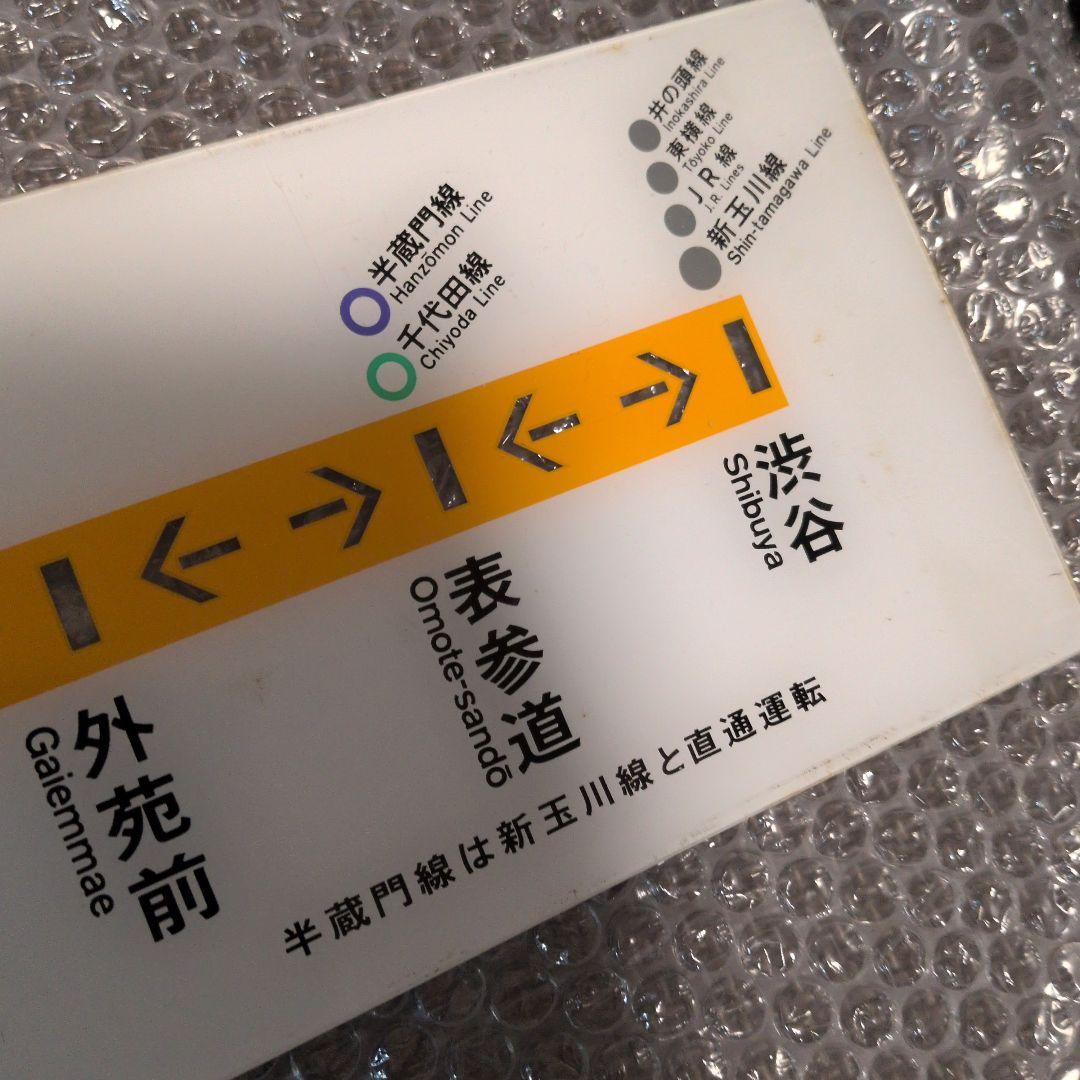 井の頭線
Inokashira Line
東横線
Tōyoko Line
JR線
J.R. Lines
新玉川線
Shin-tamagawa Line
半蔵門線
Hanzōmon Line
千代田線
Chiyoda Line
渋谷
Shibuya
表参道
Omote-sandō
外苑前
Gaiemmae
半蔵門線は新玉川線と直通運転